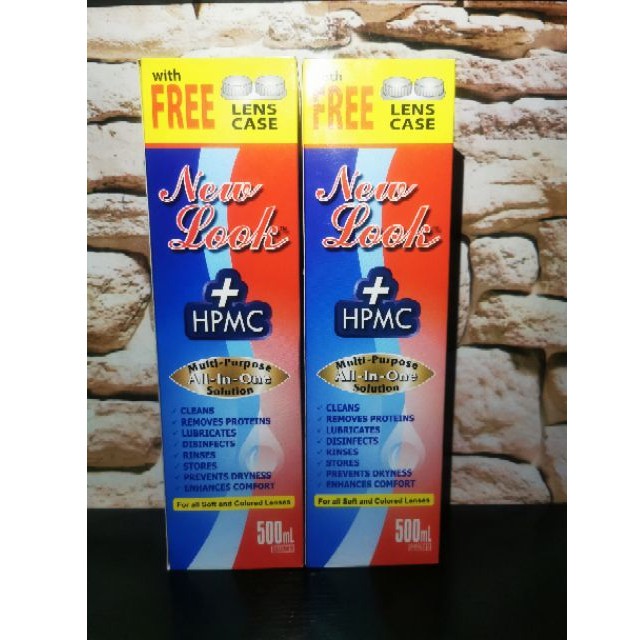 with
FREE
LENS
CASE
New
Look™
+
HPMC
Multi-Purpose
All-In-One
Solution
✓ CLEANS
✓ REMOVES PROTEINS
✓ LUBRICATES
✓ DISINFECTS
✓ RINSES
✓ STORES
✓ PREVENTS DRYNESS
✓ ENHANCES COMFORT
For all Soft and Colored Lenses
500mL
with
FREE
LENS
CASE
New
Look
+
HPMC
Multi-Purpose
All-In-One
Solution
✓ CLEANS
✓ REMOVES PROTEINS
✓ LUBRICATES
✓ DISINFECTS
✓ RINSES
✓ STORES
✓ PREVENTS DRYNESS
✓ ENHANCES COMFORT
For all Soft and Colored Lenses
500mL